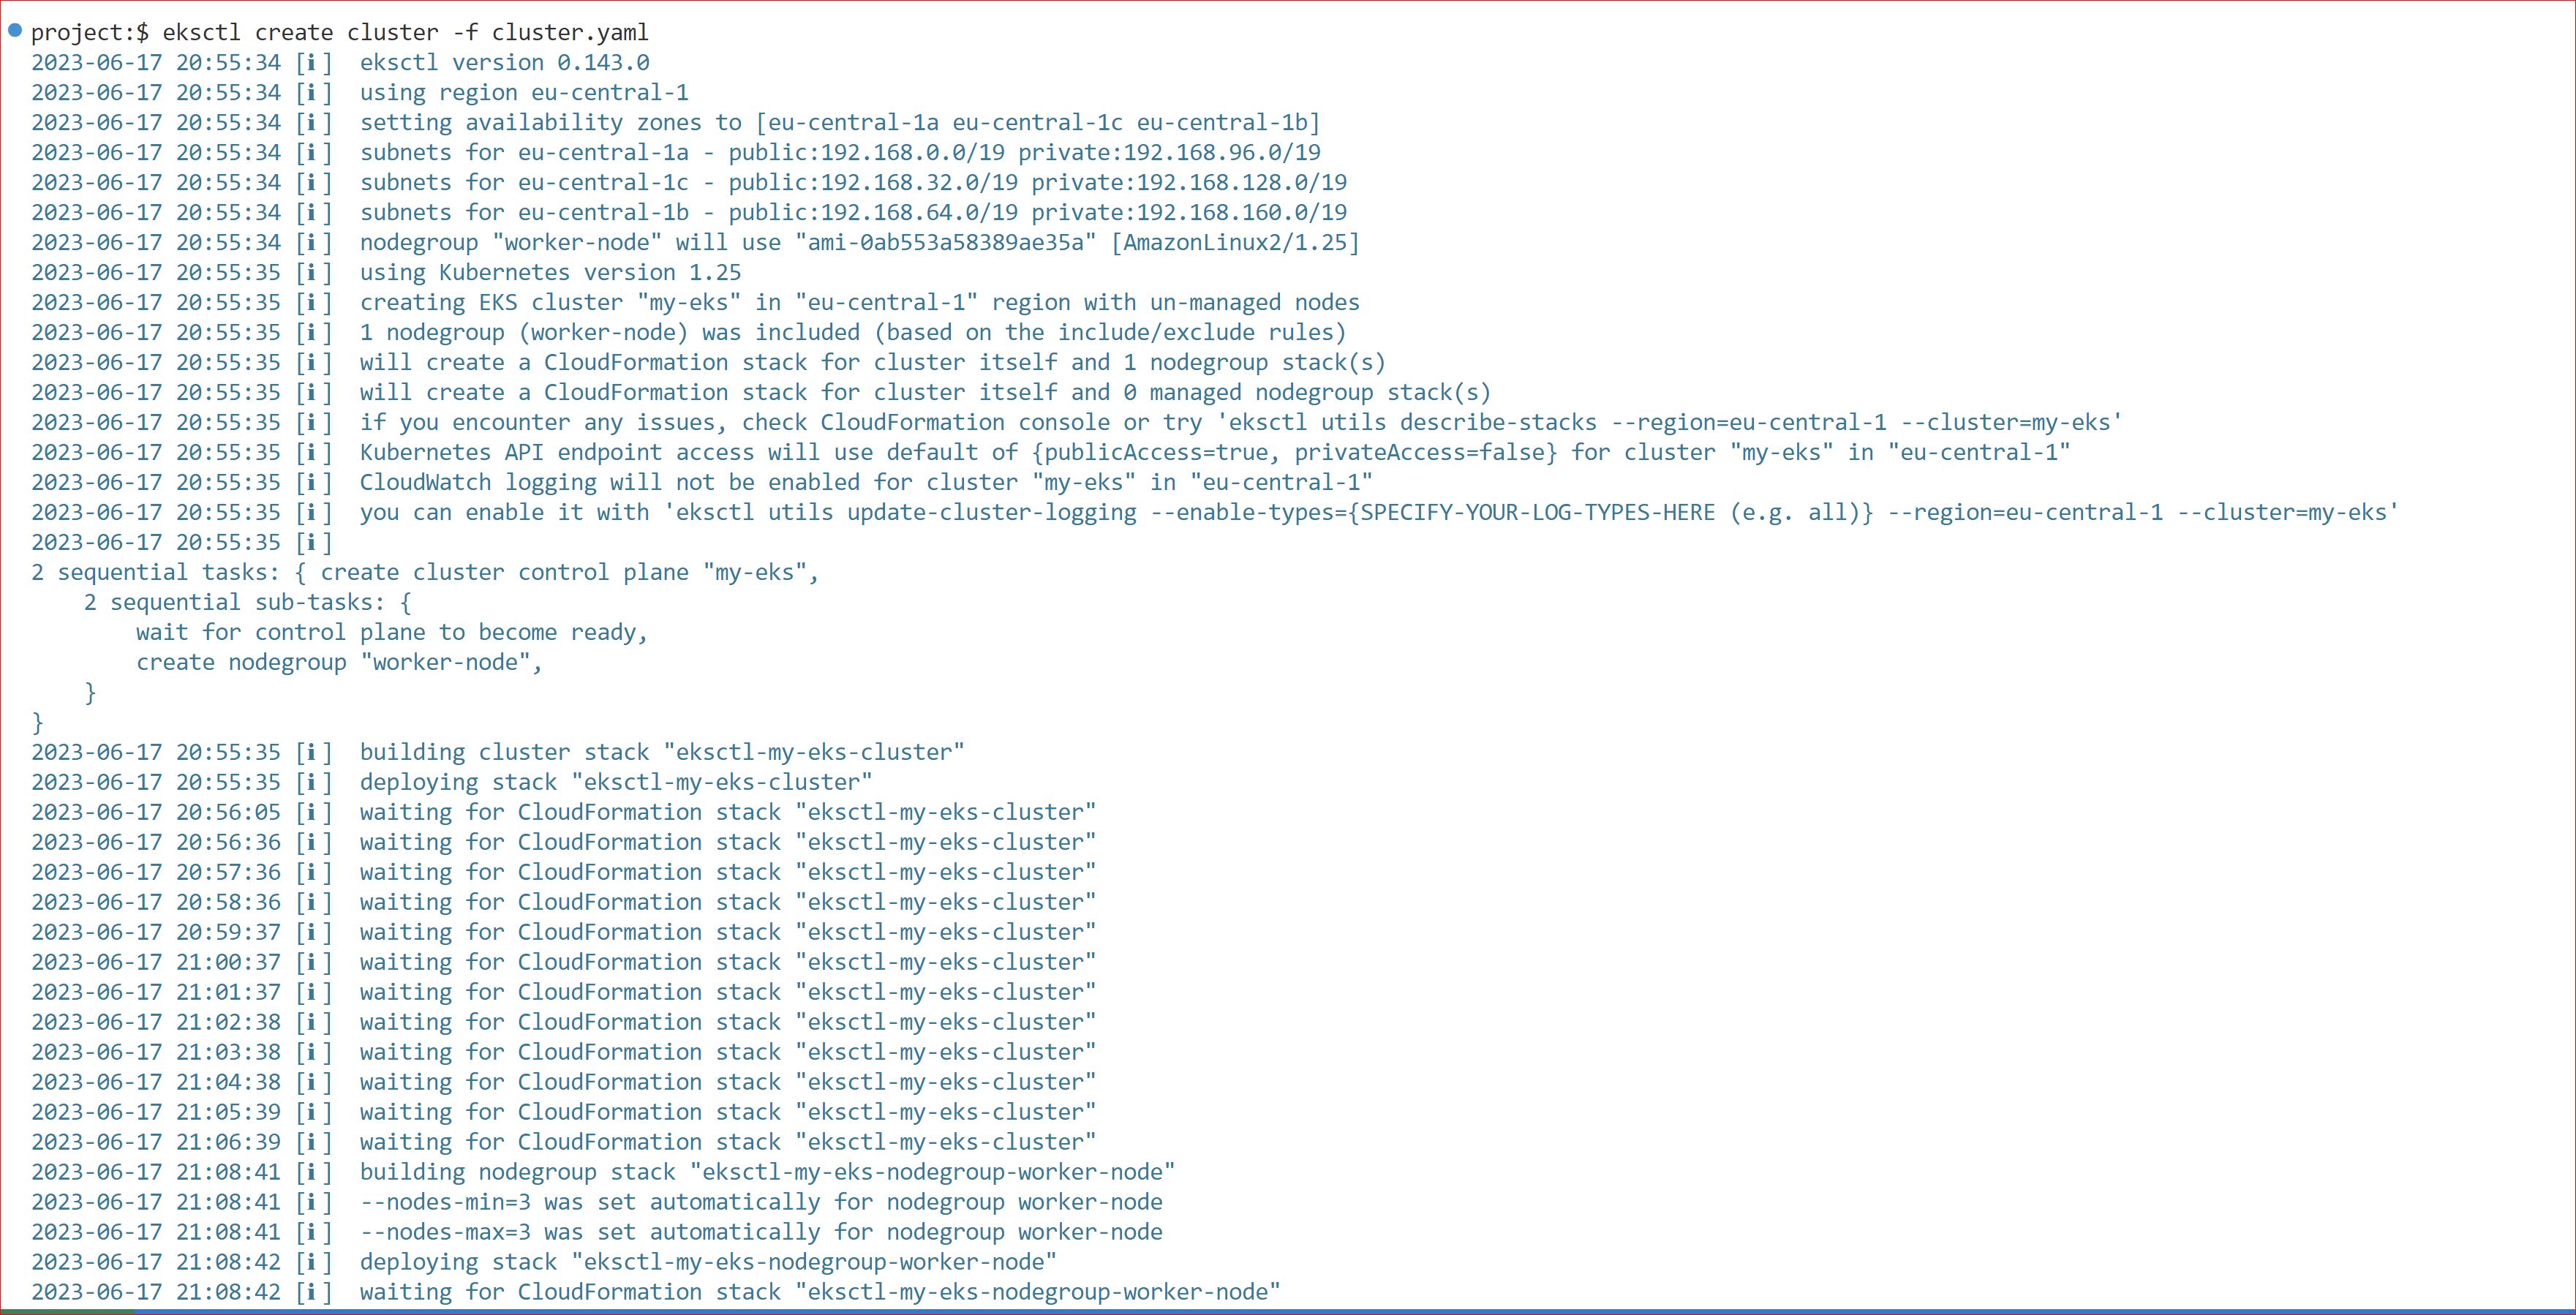 project:$ eksctl create cluster -f cluster.yaml
2023-06-17 20:55:34 [ℹ]  eksctl version 0.143.0
2023-06-17 20:55:34 [ℹ]  using region eu-central-1
2023-06-17 20:55:34 [ℹ]  setting availability zones to [eu-central-1a eu-central-1c eu-central-1b]
2023-06-17 20:55:34 [ℹ]  subnets for eu-central-1a - public:192.168.0.0/19 private:192.168.96.0/19
2023-06-17 20:55:34 [ℹ]  subnets for eu-central-1c - public:192.168.32.0/19 private:192.168.128.0/19
2023-06-17 20:55:34 [ℹ]  subnets for eu-central-1b - public:192.168.64.0/19 private:192.168.160.0/19
2023-06-17 20:55:34 [ℹ]  nodegroup "worker-node" will use "ami-0ab553a58389ae35a" [AmazonLinux2/1.25]
2023-06-17 20:55:35 [ℹ]  using Kubernetes version 1.25
2023-06-17 20:55:35 [ℹ]  creating EKS cluster "my-eks" in "eu-central-1" region with un-managed nodes
2023-06-17 20:55:35 [ℹ]  1 nodegroup (worker-node) was included (based on the include/exclude rules)
2023-06-17 20:55:35 [ℹ]  will create a CloudFormation stack for cluster itself and 1 nodegroup stack(s)
2023-06-17 20:55:35 [ℹ]  will create a CloudFormation stack for cluster itself and 0 managed nodegroup stack(s)
2023-06-17 20:55:35 [ℹ]  if you encounter any issues, check CloudFormation console or try 'eksctl utils describe-stacks --region=eu-central-1 --cluster=my-eks'
2023-06-17 20:55:35 [ℹ]  Kubernetes API endpoint access will use default of {publicAccess=true, privateAccess=false} for cluster "my-eks" in "eu-central-1"
2023-06-17 20:55:35 [ℹ]  CloudWatch logging will not be enabled for cluster "my-eks" in "eu-central-1"
2023-06-17 20:55:35 [ℹ]  you can enable it with 'eksctl utils update-cluster-logging --enable-types={SPECIFY-YOUR-LOG-TYPES-HERE (e.g. all)} --region=eu-central-1 --cluster=my-eks'
2023-06-17 20:55:35 [ℹ]
2 sequential tasks: { create cluster control plane "my-eks",
    2 sequential sub-tasks: {
        wait for control plane to become ready,
        create nodegroup "worker-node",
    }
}
2023-06-17 20:55:35 [ℹ]  building cluster stack "eksctl-my-eks-cluster"
2023-06-17 20:55:35 [ℹ]  deploying stack "eksctl-my-eks-cluster"
2023-06-17 20:56:05 [ℹ]  waiting for CloudFormation stack "eksctl-my-eks-cluster"
2023-06-17 20:56:36 [ℹ]  waiting for CloudFormation stack "eksctl-my-eks-cluster"
2023-06-17 20:57:36 [ℹ]  waiting for CloudFormation stack "eksctl-my-eks-cluster"
2023-06-17 20:58:36 [ℹ]  waiting for CloudFormation stack "eksctl-my-eks-cluster"
2023-06-17 20:59:37 [ℹ]  waiting for CloudFormation stack "eksctl-my-eks-cluster"
2023-06-17 21:00:37 [ℹ]  waiting for CloudFormation stack "eksctl-my-eks-cluster"
2023-06-17 21:01:37 [ℹ]  waiting for CloudFormation stack "eksctl-my-eks-cluster"
2023-06-17 21:02:38 [ℹ]  waiting for CloudFormation stack "eksctl-my-eks-cluster"
2023-06-17 21:03:38 [ℹ]  waiting for CloudFormation stack "eksctl-my-eks-cluster"
2023-06-17 21:04:38 [ℹ]  waiting for CloudFormation stack "eksctl-my-eks-cluster"
2023-06-17 21:05:39 [ℹ]  waiting for CloudFormation stack "eksctl-my-eks-cluster"
2023-06-17 21:06:39 [ℹ]  waiting for CloudFormation stack "eksctl-my-eks-cluster"
2023-06-17 21:08:41 [ℹ]  building nodegroup stack "eksctl-my-eks-nodegroup-worker-node"
2023-06-17 21:08:41 [ℹ]  --nodes-min=3 was set automatically for nodegroup worker-node
2023-06-17 21:08:41 [ℹ]  --nodes-max=3 was set automatically for nodegroup worker-node
2023-06-17 21:08:42 [ℹ]  deploying stack "eksctl-my-eks-nodegroup-worker-node"
2023-06-17 21:08:42 [ℹ]  waiting for CloudFormation stack "eksctl-my-eks-nodegroup-worker-node"